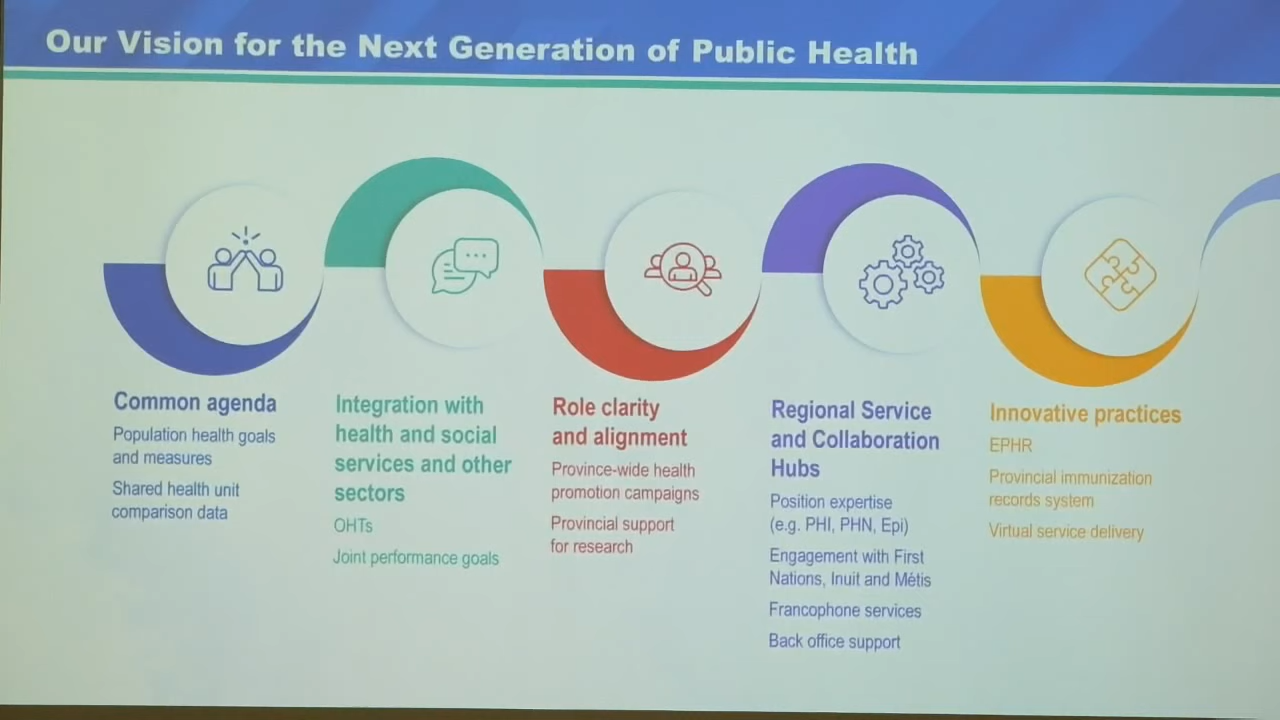 Our Vision for the Next Generation of Public Health
Common agenda
Population health goals
and measures
Shared health unit
comparison data
Integration with
health and social
services and other
sectors
OHTs
Joint performance goals
Role clarity
and alignment
Province-wide health
promotion campaigns
Provincial support
for research
Regional Service
and Collaboration
Hubs
Position expertise
(e.g. PHI, PHN, Epi)
Engagement with First
Nations, Inuit and Métis
Francophone services
Back office support
Innovative practices
EPHR
Provincial immunization
records system
Virtual service delivery